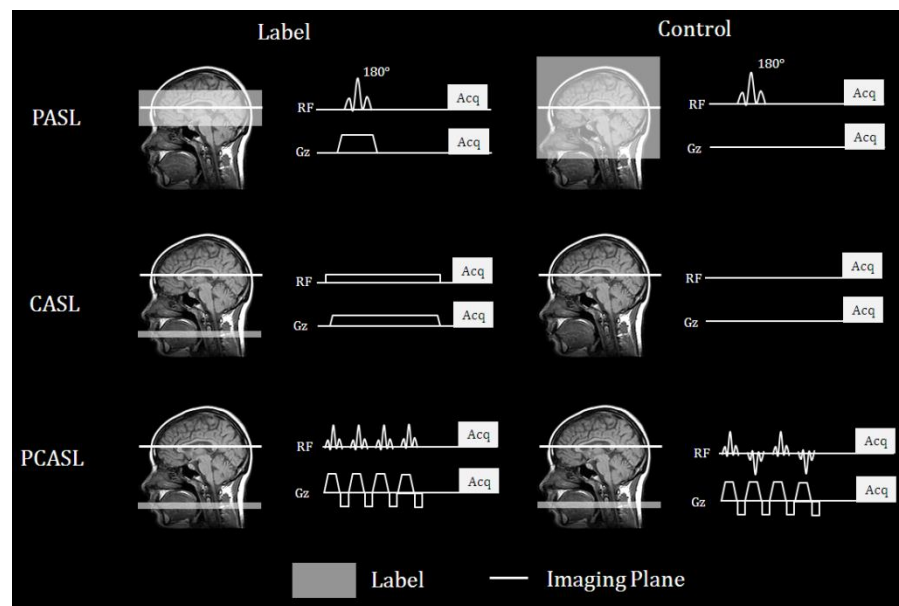 Label Control
PASL
180°
RF Acq
Gz Acq
180°
RF Acq
Gz Acq
CASL
RF Acq
Gz Acq
RF Acq
Gz Acq
PCASL
RF Acq
Gz Acq
RF Acq
Gz Acq
Label Imaging Plane